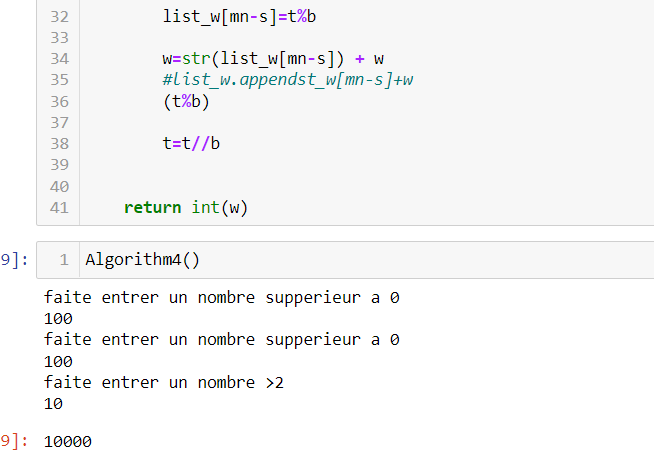 32 list_w[mn-s]=t%b
33
34 w=str(list_w[mn-s]) + w
35 #list_w.appendst_w[mn-s]+w
36 (t%b)
37
38 t=t//b
39
40
41 return int(w)
9]: 1 Algorithm4()
faite entrer un nombre supperieur a 0
100
faite entrer un nombre supperieur a 0
100
faite entrer un nombre >2
10
9]: 10000